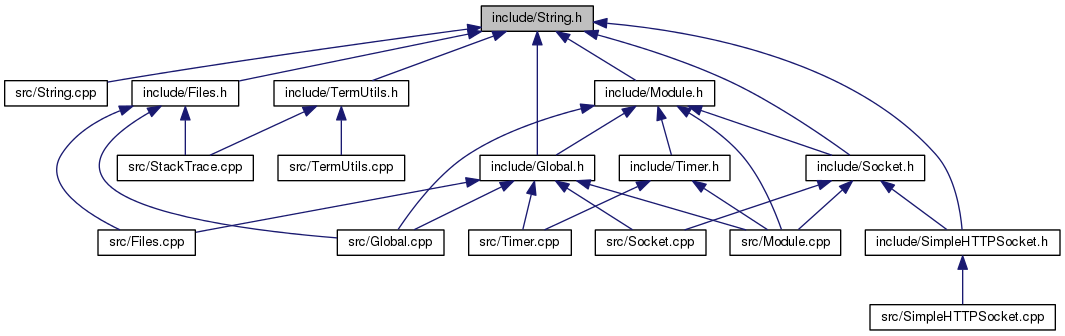 include/String.h
src/String.cpp
include/Files.h
include/TermUtils.h
include/Module.h
src/StackTrace.cpp
src/TermUtils.cpp
include/Global.h
include/Timer.h
include/Socket.h
src/Files.cpp
src/Global.cpp
src/Timer.cpp
src/Socket.cpp
src/Module.cpp
include/SimpleHTTPSocket.h
src/SimpleHTTPSocket.cpp